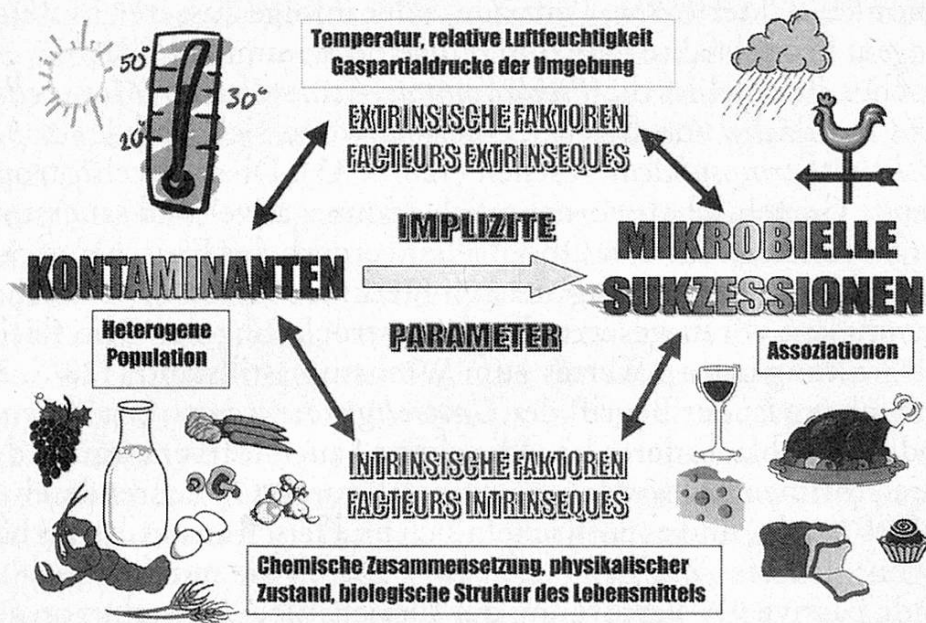 Temperatur, relative Luftfeuchtigkeit
Gaspartialdrucke der Umgebung
50°
30°
20°
EXTRINSISCHE FAKTOREN
FACTEURS EXTRINSEQUES
IMPLIZITE
KONTAMINANTEN
MIKROBIELLE
SUKZESSIONEN
PARAMETER
Heterogene
Population
Assoziationen
INTRINSISCHE FAKTOREN
FACTEURS INTRINSEQUES
Chemische Zusammensetzung, physikalischer
Zustand, biologische Struktur des Lebensmittels